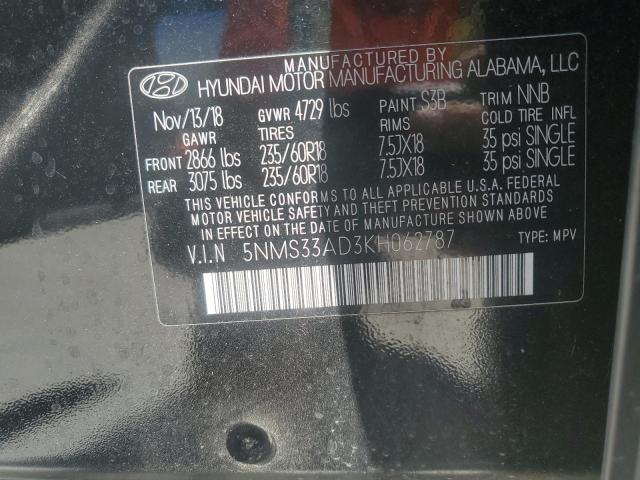 MANUFACTURED BY
HYUNDAI MOTOR MANUFACTURING ALABAMA, LLC
Nov/13/18 GVWR 4729 lbs PAINT S3B TRIM NNB
GAWR TIRES RIMS COLD TIRE INFL
FRONT 2866 lbs 235/60R18 7.5JX18 35 psi SINGLE
REAR 3075 lbs 235/60R18 7.5JX18 35 psi SINGLE
THIS VEHICLE CONFORMS TO ALL APPLICABLE U.S.A. FEDERAL
MOTOR VEHICLE SAFETY AND THEFT PREVENTION STANDARDS
IN EFFECT ON THE DATE OF MANUFACTURE SHOWN ABOVE.
V.I.N 5NMS33AD3KH062787 TYPE: MPV